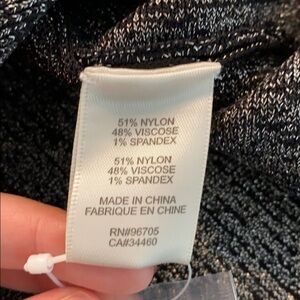 51% NYLON
48% VISCOSE
1% SPANDEX
51% NYLON
48% VISCOSE
1% SPANDEX
MADE IN CHINA
FABRIQUE EN CHINE
RN#96705
CA#34460